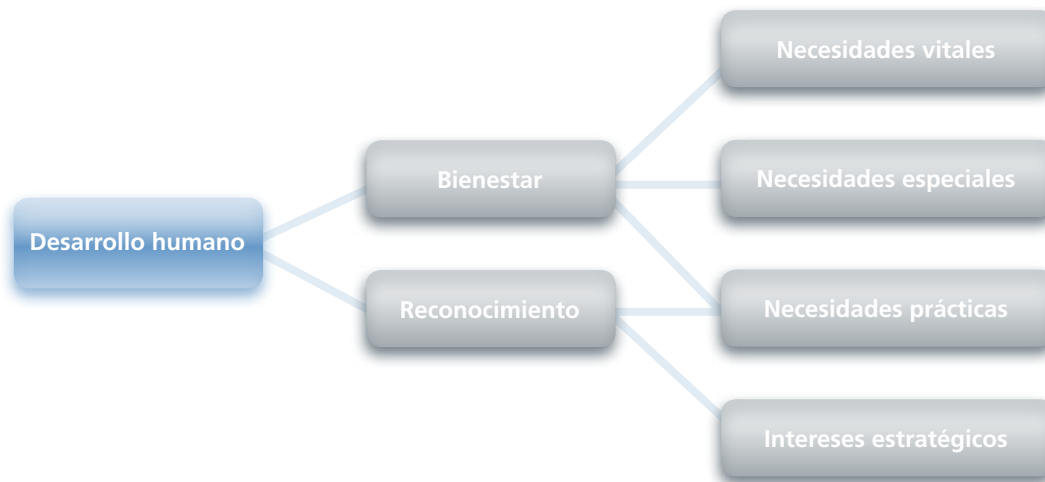 Necesidades vitales
Bienestar
Necesidades especiales
Desarrollo humano
Reconocimiento
Necesidades prácticas
Intereses estratégicos